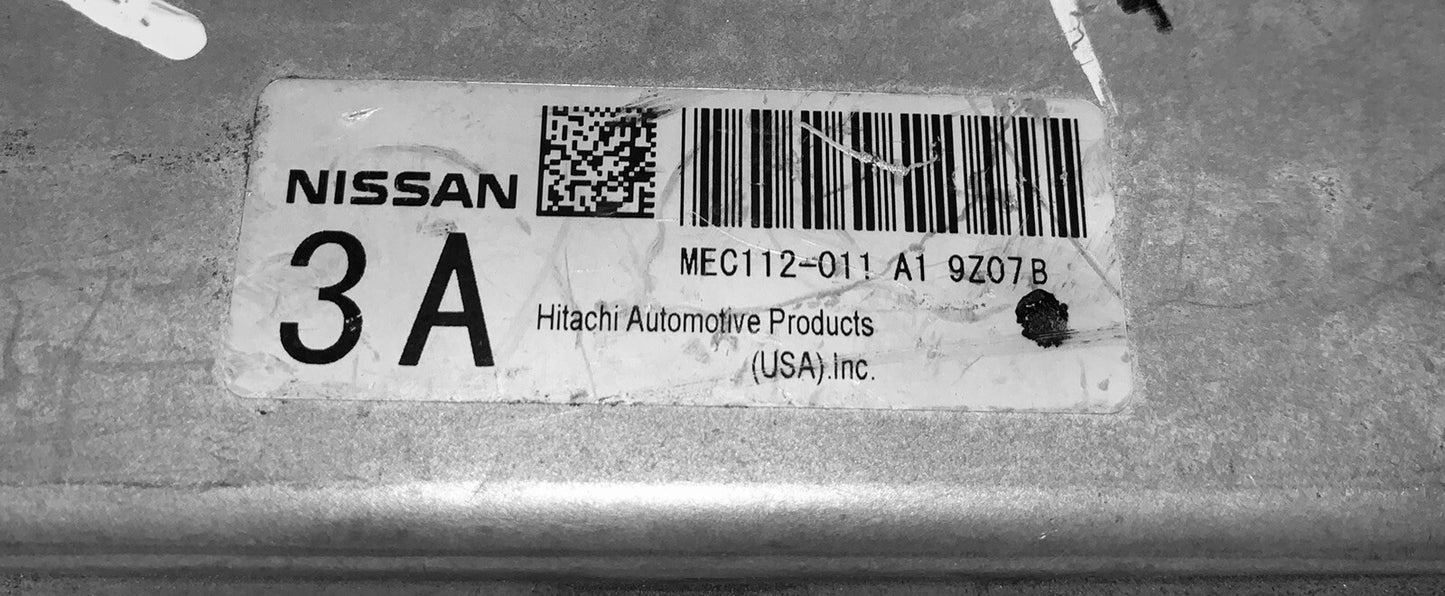 NISSAN
3A
MEC112-011 A1 9Z07B
Hitachi Automotive Products
(USA).Inc.